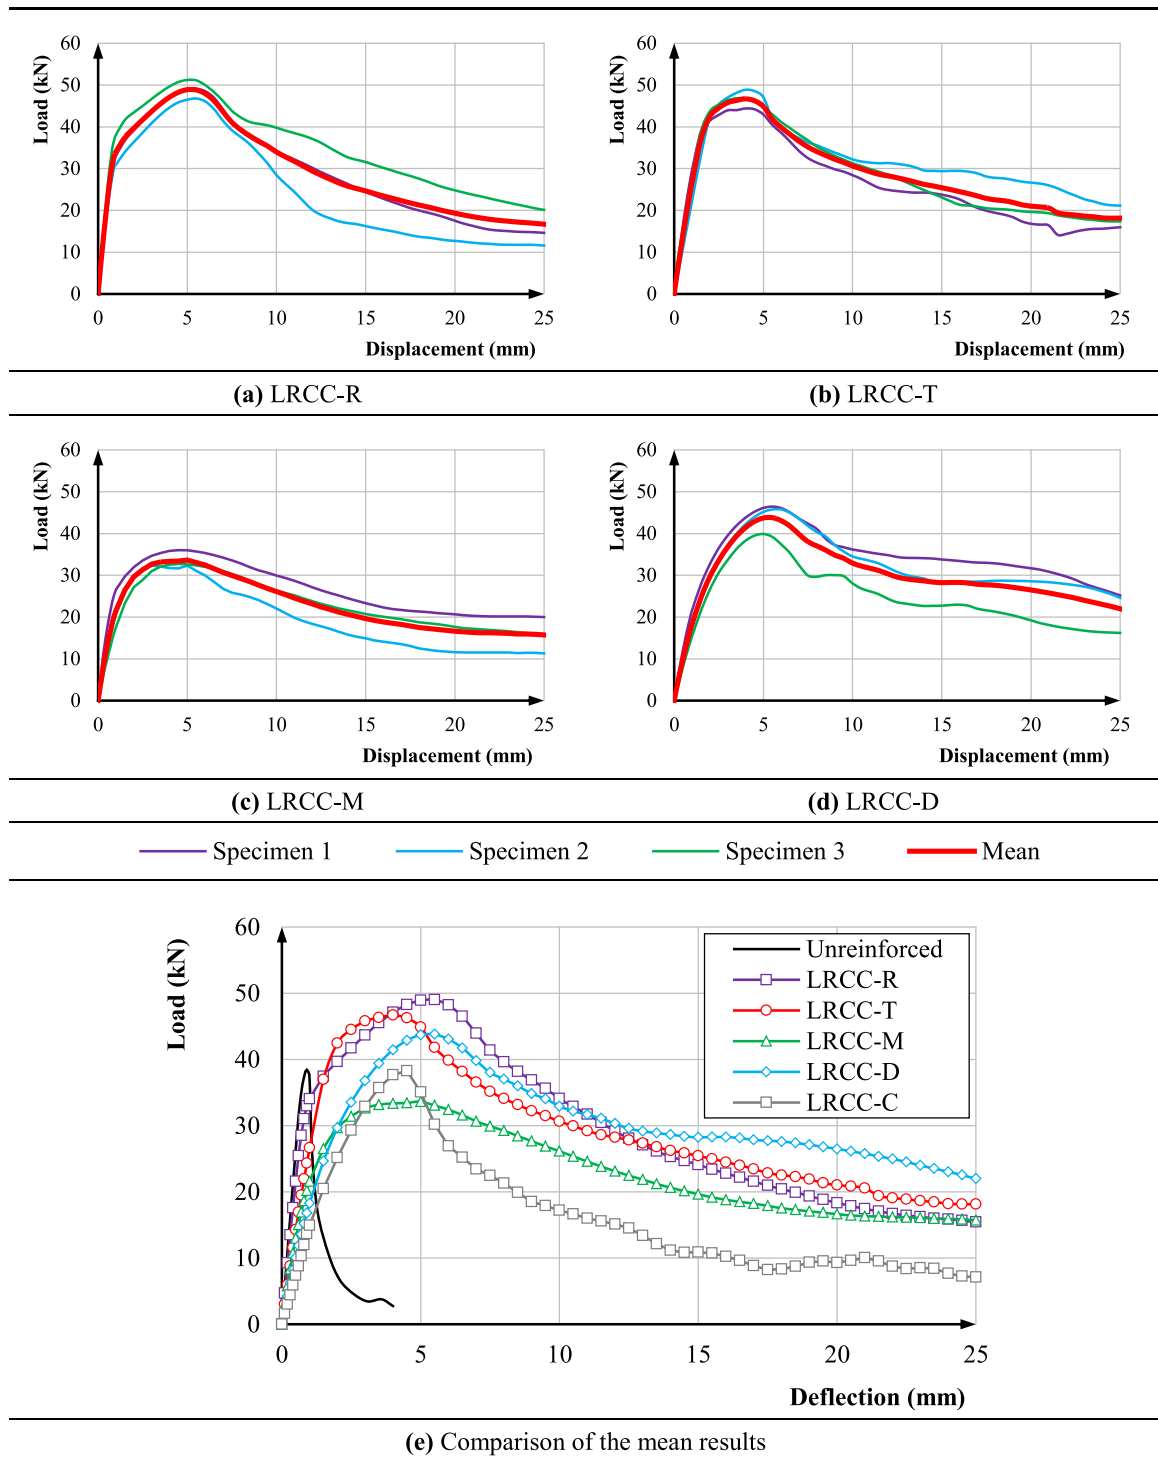 60
50
40
30
20
10
0
Load (kN)
0 5 10 15 20 25
Displacement (mm)
(a) LRCC-R
60
50
40
30
20
10
0
Load (kN)
0 5 10 15 20 25
Displacement (mm)
(b) LRCC-T
60
50
40
30
20
10
0
Load (kN)
0 5 10 15 20 25
Displacement (mm)
(c) LRCC-M
60
50
40
30
20
10
0
Load (kN)
0 5 10 15 20 25
Displacement (mm)
(d) LRCC-D
Specimen 1 Specimen 2 Specimen 3 Mean
60
50
40
30
20
10
0
Load (kN)
Unreinforced
LRCC-R
LRCC-T
LRCC-M
LRCC-D
LRCC-C
0 5 10 15 20 25
Deflection (mm)
(e) Comparison of the mean results